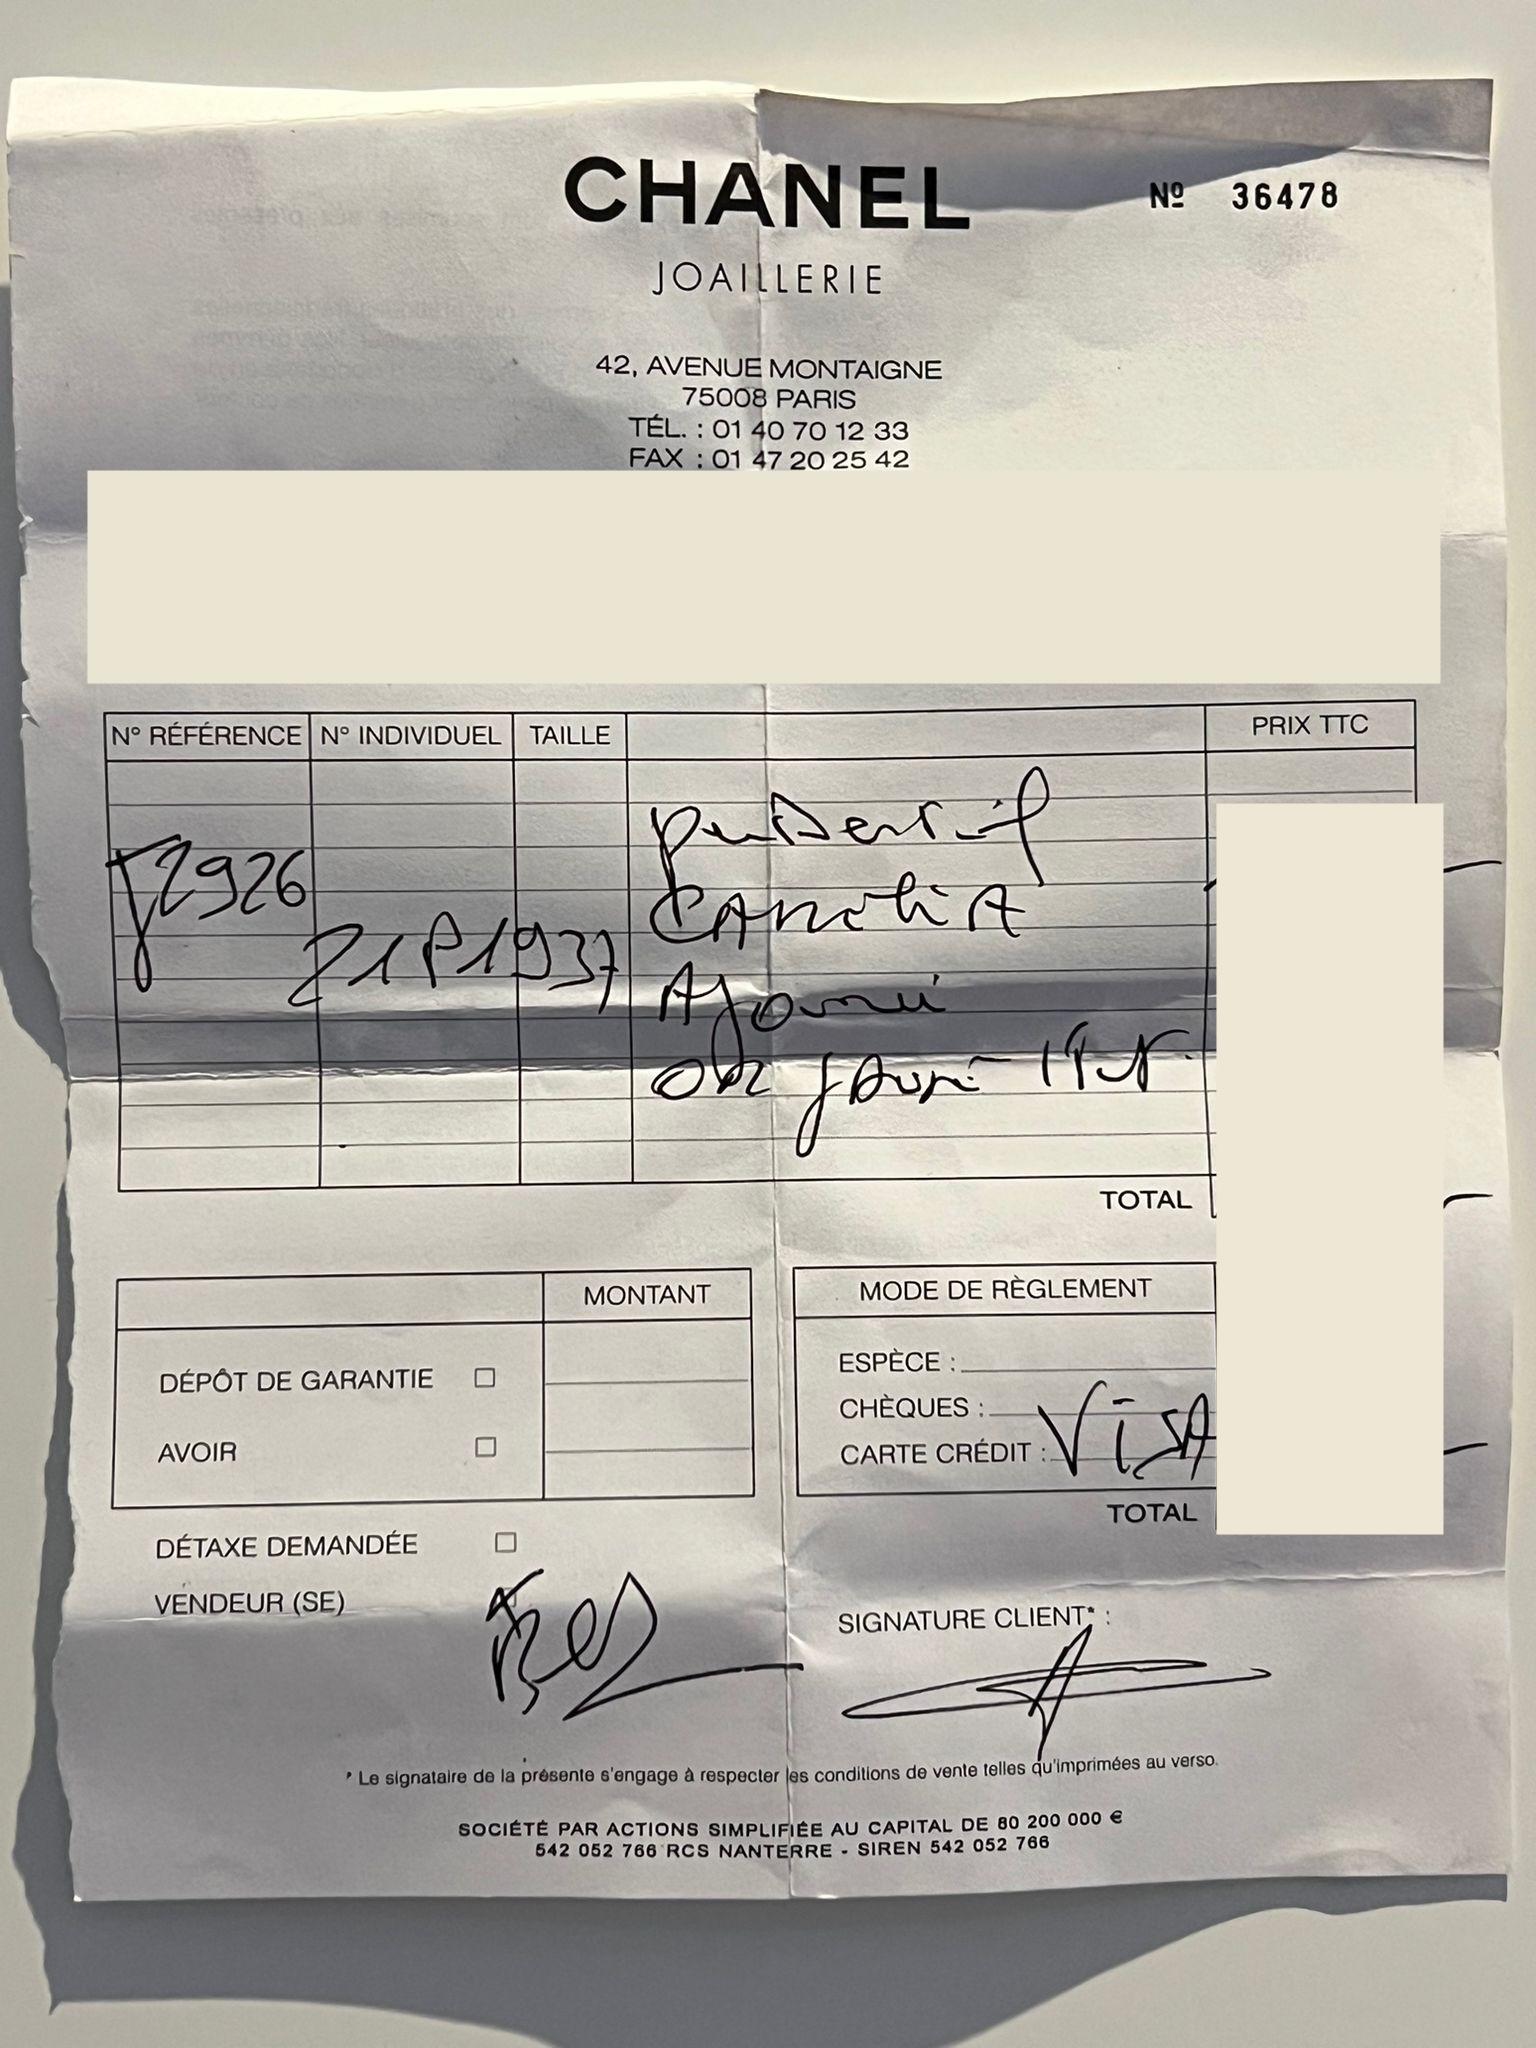 CHANEL
Nº 36478
JOAILLERIE
42, AVENUE MONTAIGNE
75008 PARIS
TÉL. : 01 40 70 12 33
FAX : 01 47 20 25 42
N° RÉFÉRENCE N° INDIVIDUEL TAILLE PRIX TTC
pendentif
J2926 CAmélia
21P1937 Ajouré
OR jaune
TOTAL
MONTANT
DÉPÔT DE GARANTIE
AVOIR
MODE DE RÈGLEMENT
ESPÈCE :
CHÈQUES :
CARTE CRÉDIT : VISA
TOTAL
DÉTAXE DEMANDÉE
VENDEUR (SE)
SIGNATURE CLIENT* :
* Le signataire de la présente s'engage à respecter les conditions de vente telles qu'imprimées au verso.
SOCIÉTÉ PAR ACTIONS SIMPLIFIÉE AU CAPITAL DE 80 200 000 €
542 052 766 RCS NANTERRE - SIREN 542 052 766